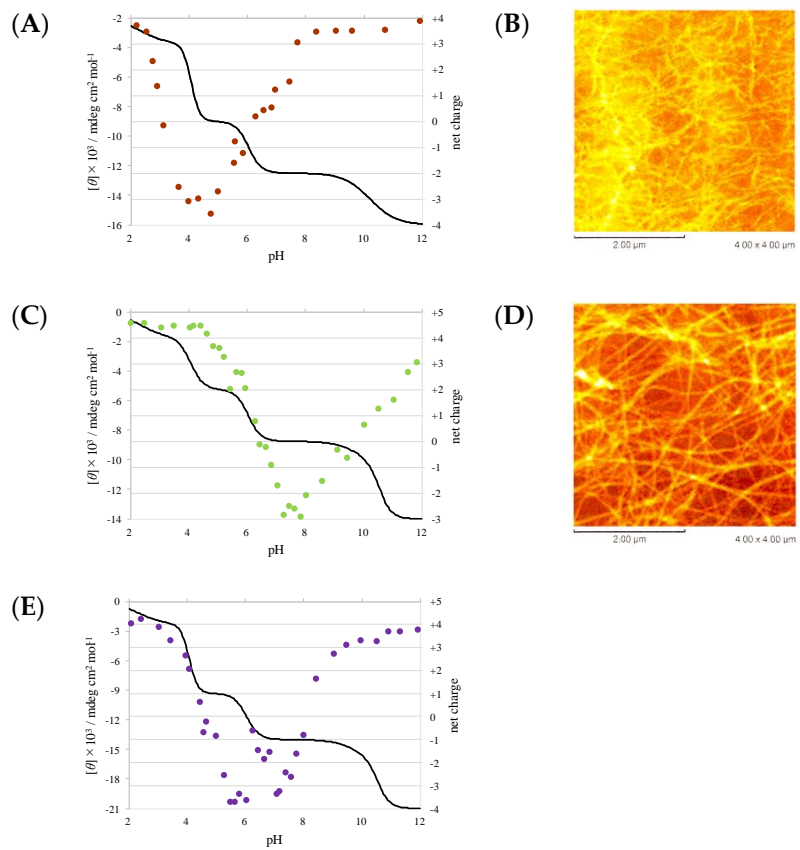 (A)
[θ] × 10³ / mdeg cm² mol⁻¹
-2
-4
-6
-8
-10
-12
-14
-16
+4
+3
+2
+1
0
-1
-2
-3
-4
net charge
2 4 6 8 10 12
pH
(B)
2.00 µm 4.00 x 4.00 µm
(C)
[θ] × 10³ / mdeg cm² mol⁻¹
0
-2
-4
-6
-8
-10
-12
-14
+5
+4
+3
+2
+1
0
-1
-2
-3
net charge
2 4 6 8 10 12
pH
(D)
2.00 µm 4.00 x 4.00 µm
(E)
[θ] × 10³ / mdeg cm² mol⁻¹
0
-3
-6
-9
-12
-15
-18
-21
+5
+4
+3
+2
+1
0
-1
-2
-3
-4
net charge
2 4 6 8 10 12
pH